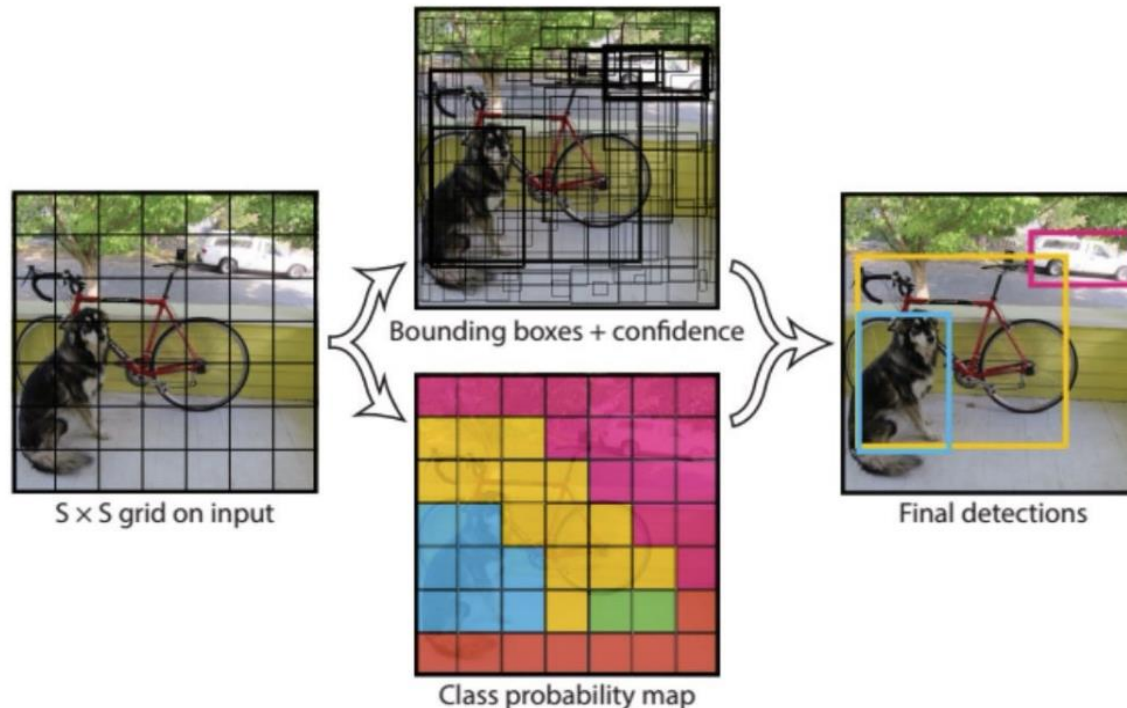 Bounding boxes + confidence
S × S grid on input
Final detections
Class probability map